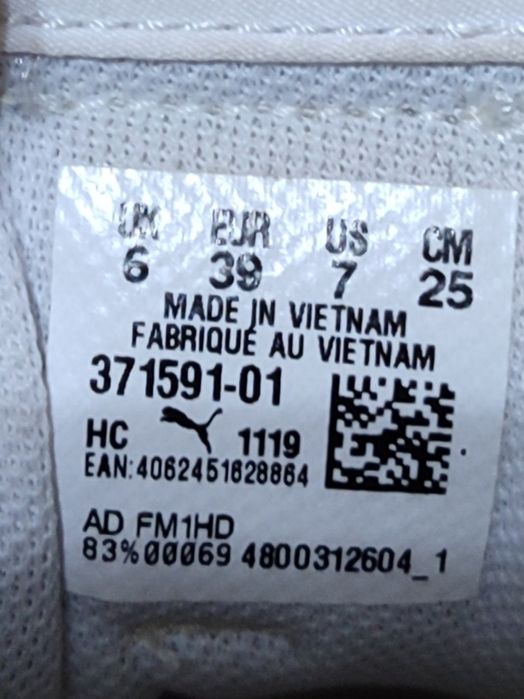 UK EUR US CM
6 39 7 25
MADE IN VIETNAM
FABRIQUÉ AU VIETNAM
371591-01
HC 1119
EAN:4062451628864
AD FM1HD
83%00069 4800312604_1